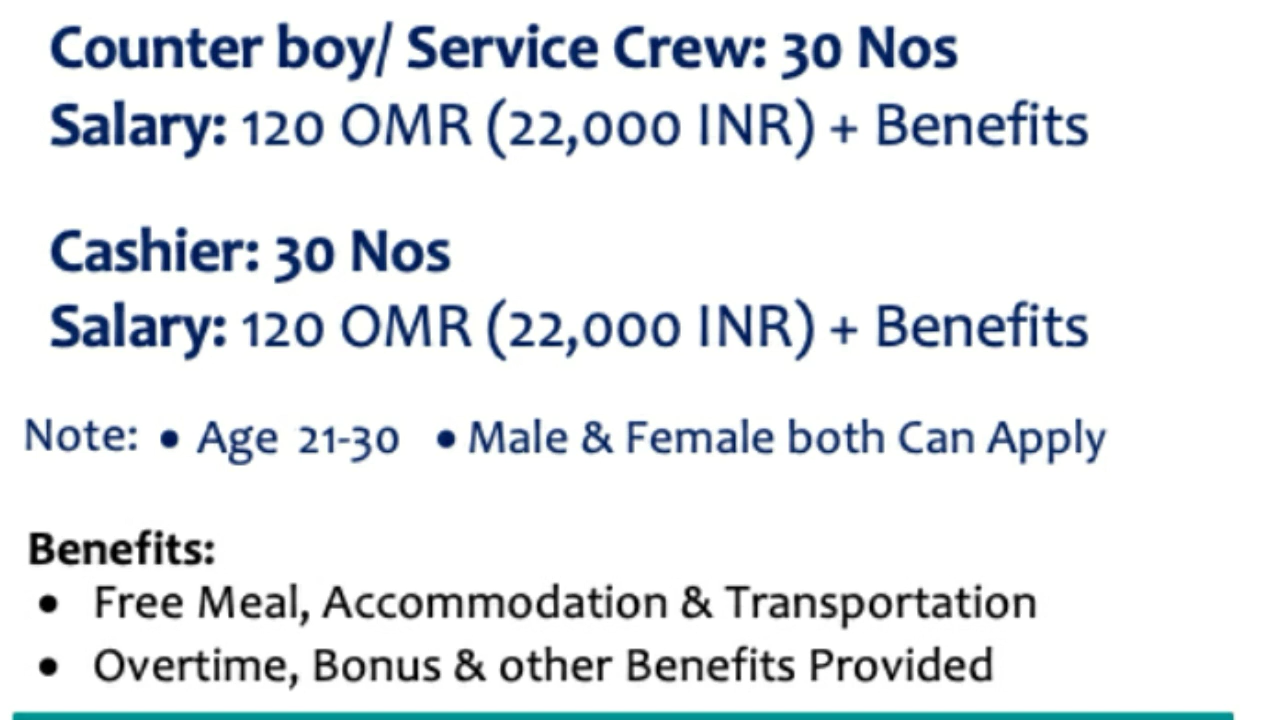 Counter boy/ Service Crew: 30 Nos
Salary: 120 OMR (22,000 INR) + Benefits
Cashier: 30 Nos
Salary: 120 OMR (22,000 INR) + Benefits
Note: • Age 21-30 • Male & Female both Can Apply
Benefits:
• Free Meal, Accommodation & Transportation
• Overtime, Bonus & other Benefits Provided